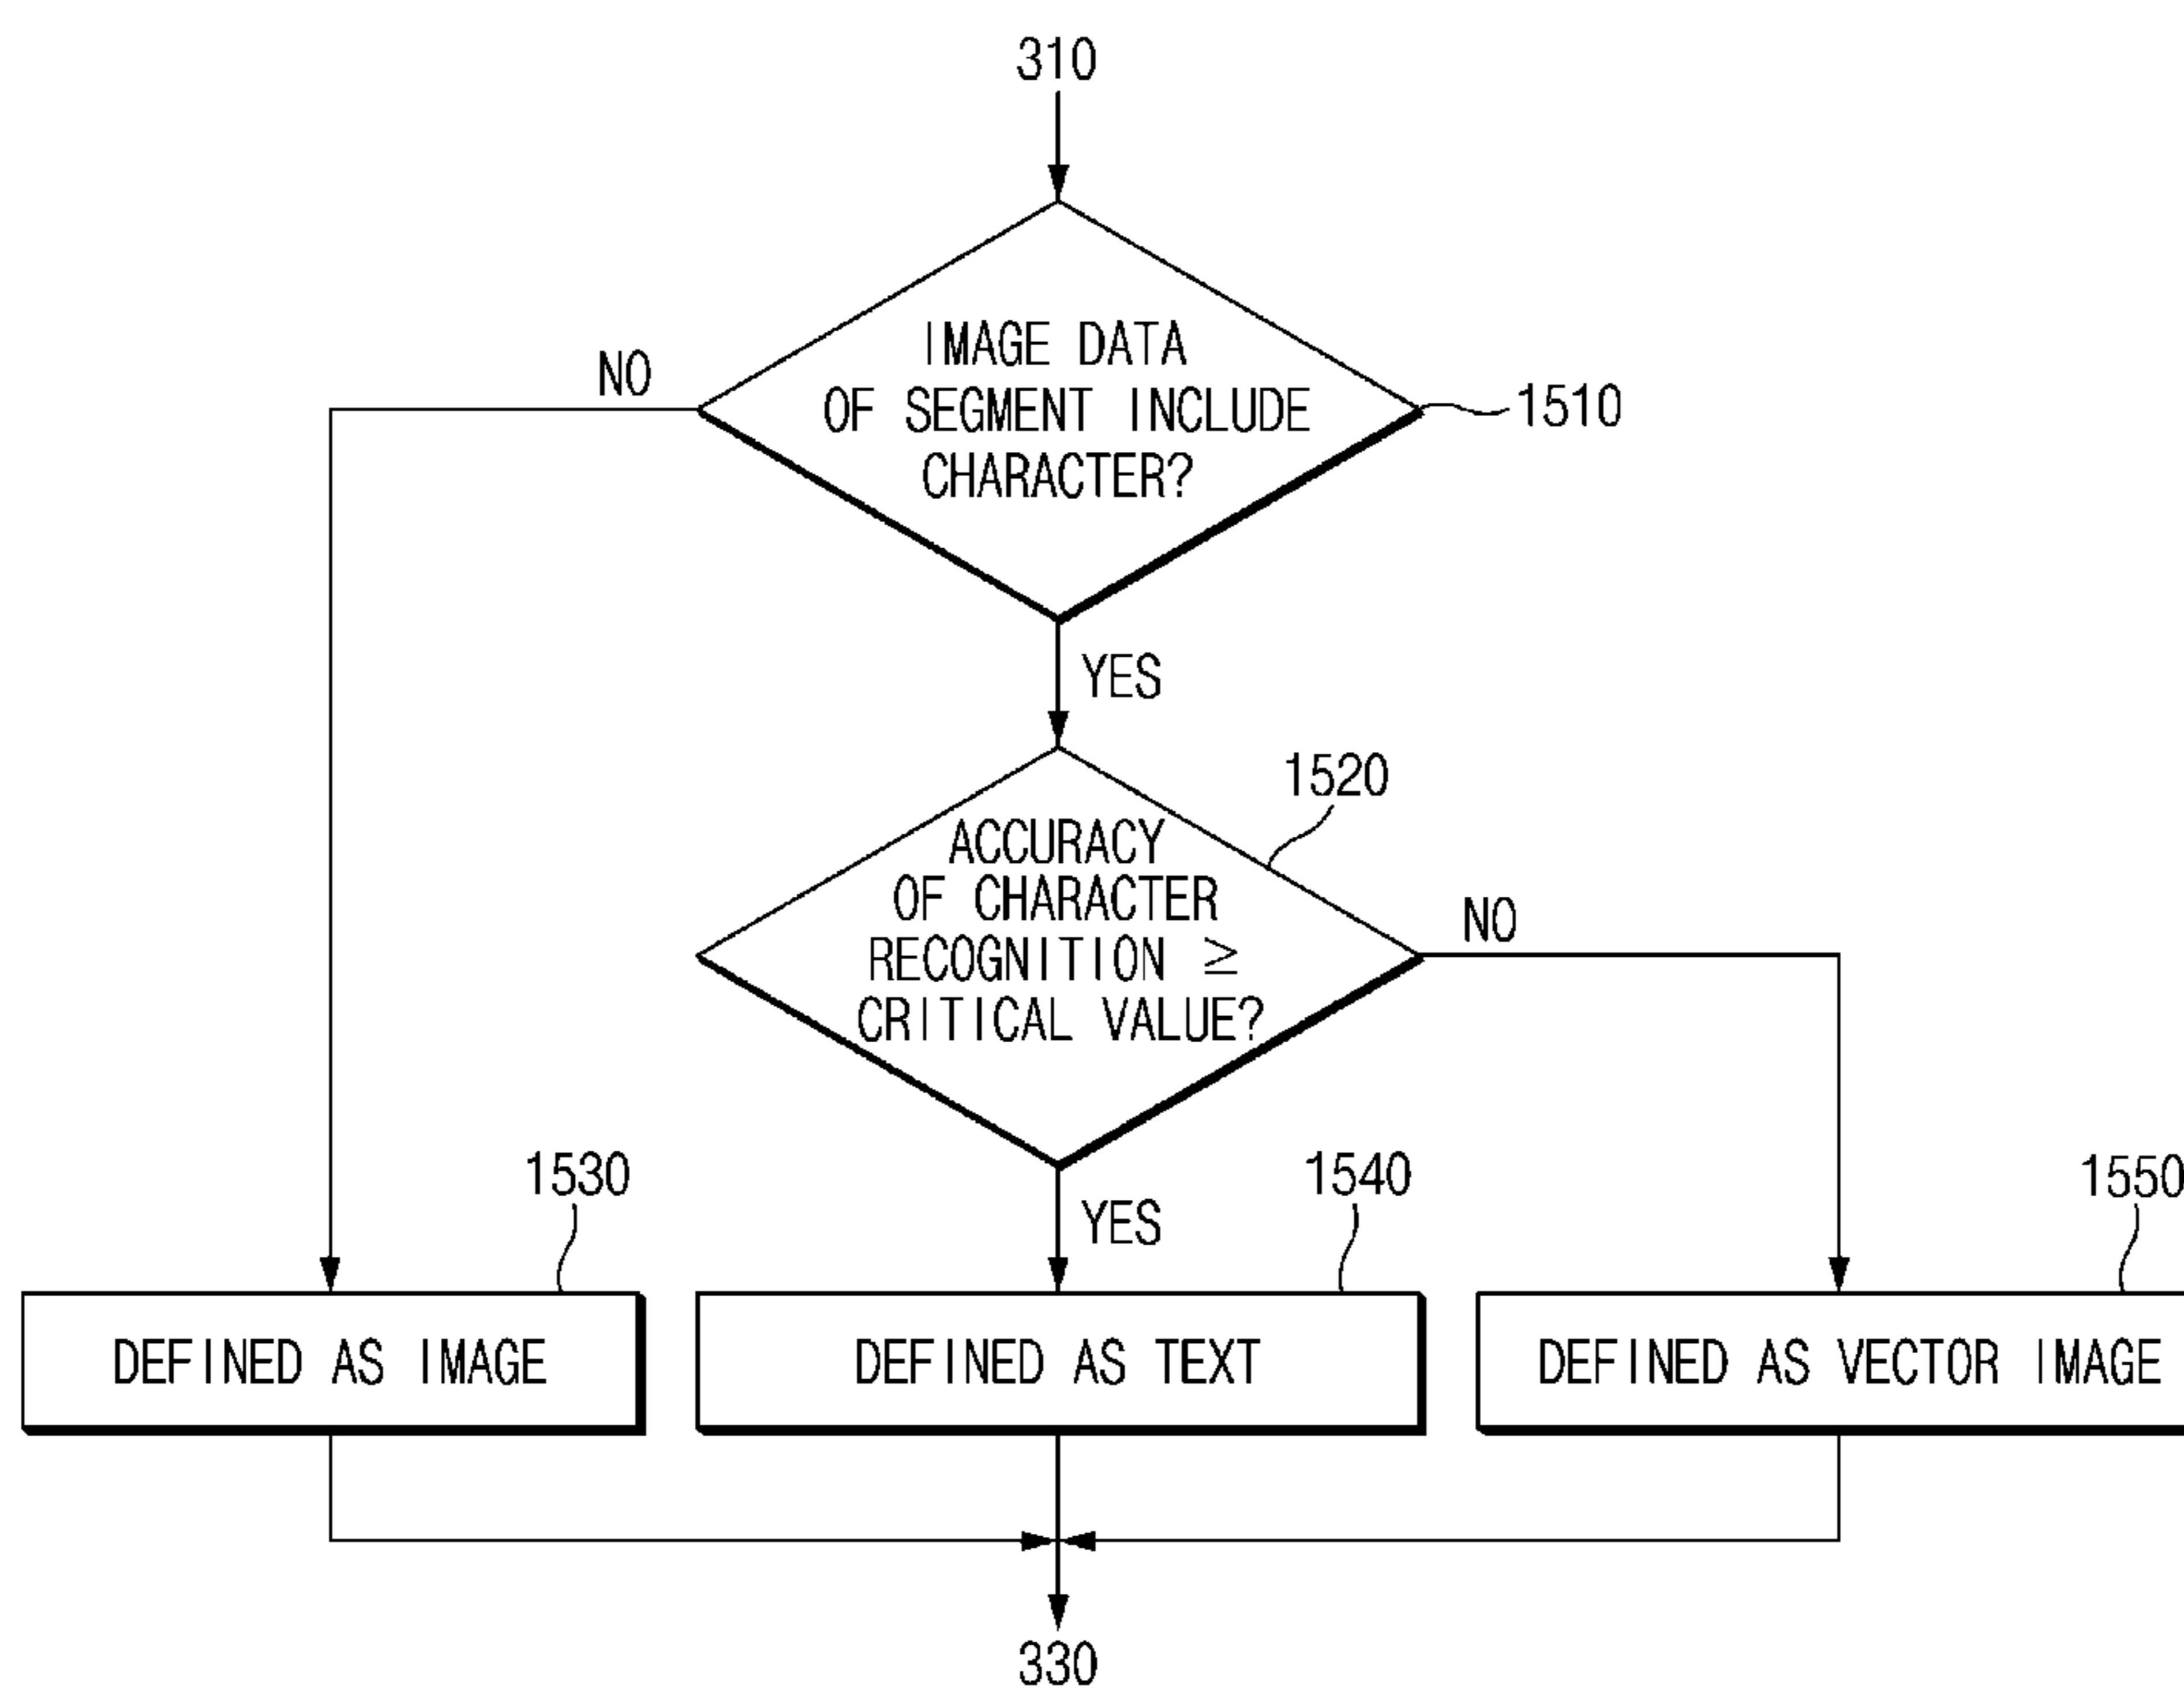 310
IMAGE DATA
OF SEGMENT INCLUDE
CHARACTER?
NO
1510
YES
1520
ACCURACY
OF CHARACTER
RECOGNITION ≥
CRITICAL VALUE?
NO
YES
1530
1540
1550
DEFINED AS IMAGE
DEFINED AS TEXT
DEFINED AS VECTOR IMAGE
330